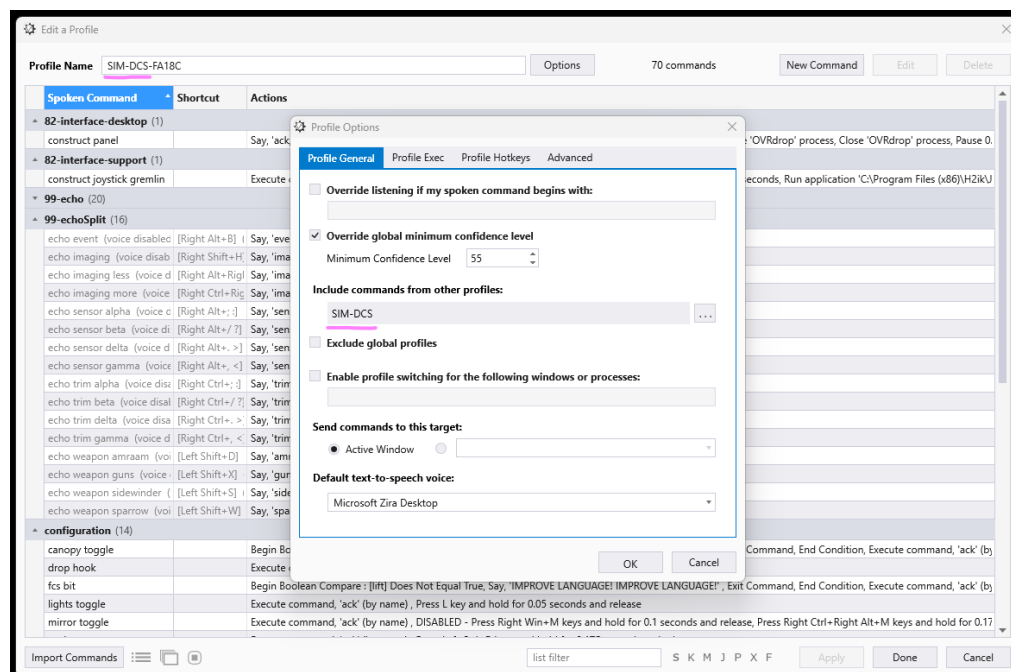 Edit a Profile
Profile Name SIM-DCS-FA18C Options 70 commands New Command Edit Delete
Spoken Command Shortcut Actions
82-interface-desktop (1)
construct panel Say, 'ack, 'OVRdrop' process, Close 'OVRdrop' process, Pause 0.
82-interface-support (1)
construct joystick gremlin Execute seconds, Run application 'C:\Program Files (x86)\H2ik\J
99-echo (20)
99-echoSplit (16)
echo event (voice disabled [Right Alt+B] Say, 'eve
echo imaging (voice disab [Right Shift+H Say, 'ima
echo imaging less (voice d [Right Alt+Rigl Say, 'ima
echo imaging more (voice [Right Ctrl+Rig Say, 'ima
echo sensor alpha (voice d [Right Alt+; :] Say, 'sen
echo sensor beta (voice di [Right Alt+/ ?] Say, 'sen
echo sensor delta (voice d [Right Alt+. >] Say, 'sen
echo sensor gamma (voice [Right Alt+, <] Say, 'sen
echo trim alpha (voice disa [Right Ctrl+; :] Say, 'trim
echo trim beta (voice disal [Right Ctrl+/ ?] Say, 'trim
echo trim delta (voice disa [Right Ctrl+. > Say, 'trim
echo trim gamma (voice d [Right Ctrl+, < Say, 'trim
echo weapon amraam (voi [Left Shift+D] Say, 'amr
echo weapon guns (voice [Left Shift+X] Say, 'gur
echo weapon sidewinder ( [Left Shift+S] Say, 'side
echo weapon sparrow (voi [Left Shift+W] Say, 'spa
configuration (14)
canopy toggle Begin Bo Command, End Condition, Execute command, 'ack' (by
drop hook Execute
fcs bit Begin Boolean Compare : [lift] Does Not Equal True, Say, 'IMPROVE LANGUAGE! IMPROVE LANGUAGE!' , Exit Command, End Condition, Execute command, 'ack' (by
lights toggle Execute command, 'ack' (by name) , Press L key and hold for 0.05 seconds and release
mirror toggle Execute command, 'ack' (by name) , DISABLED - Press Right Win+M keys and hold for 0.1 seconds and release, Press Right Ctrl+Right Alt+M keys and hold for 0.17
Profile Options
Profile General Profile Exec Profile Hotkeys Advanced
Override listening if my spoken command begins with:
Override global minimum confidence level
Minimum Confidence Level 55
Include commands from other profiles:
SIM-DCS ...
Exclude global profiles
Enable profile switching for the following windows or processes:
Send commands to this target:
Active Window
Default text-to-speech voice:
Microsoft Zira Desktop
OK Cancel
Import Commands list filter S K M J P X F Apply Done Cancel